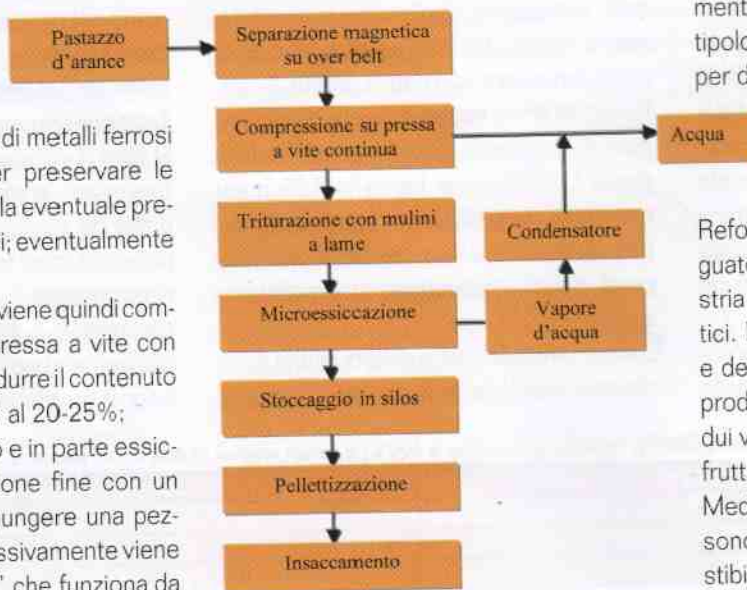 Pastazzo
d'arance
Separazione magnetica
su over belt
Compressione su pressa
a vite continua
Acqua
Triturazione con mulini
a lame
Condensatore
Microessiccazione
Vapore
d'acqua
Stoccaggio in silos
Pellettizzazione
Insaccamento
di metalli ferrosi
er preservare le
la eventuale pre-
i; eventualmente
viene quindi com-
ressa a vite con
durre il contenuto
al 20-25%;
o e in parte essic-
one fine con un
ungere una pez-
ssivamente viene
" che funziona da
ment
tipolo
per d
Refo
guato
stria
tici.
e de
prod
dui v
frutt
Med
sono
stibi